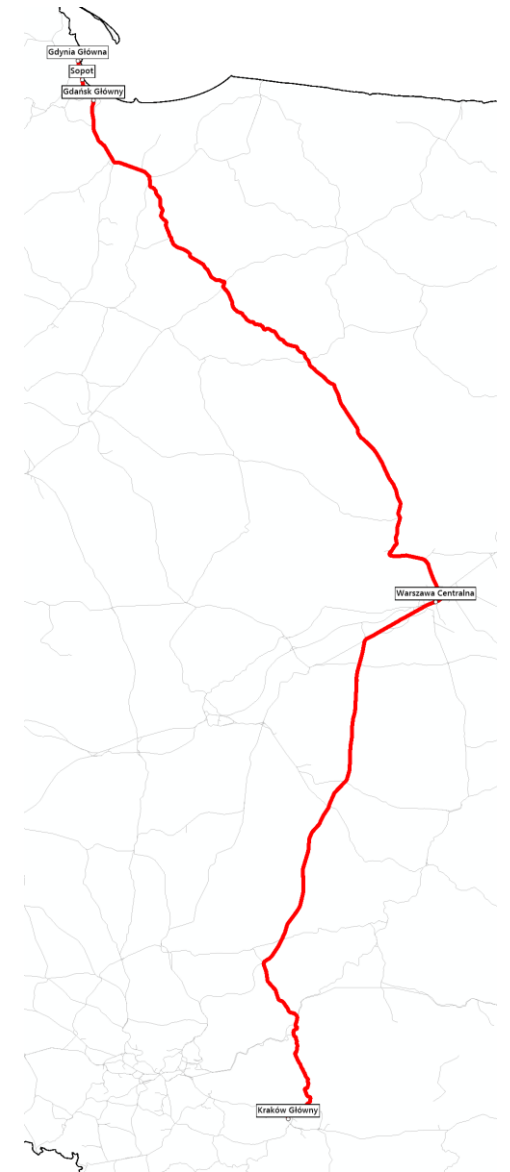 Gdynia Główna
Sopot
Gdańsk Główny
Warszawa Centralna
Kraków Główny